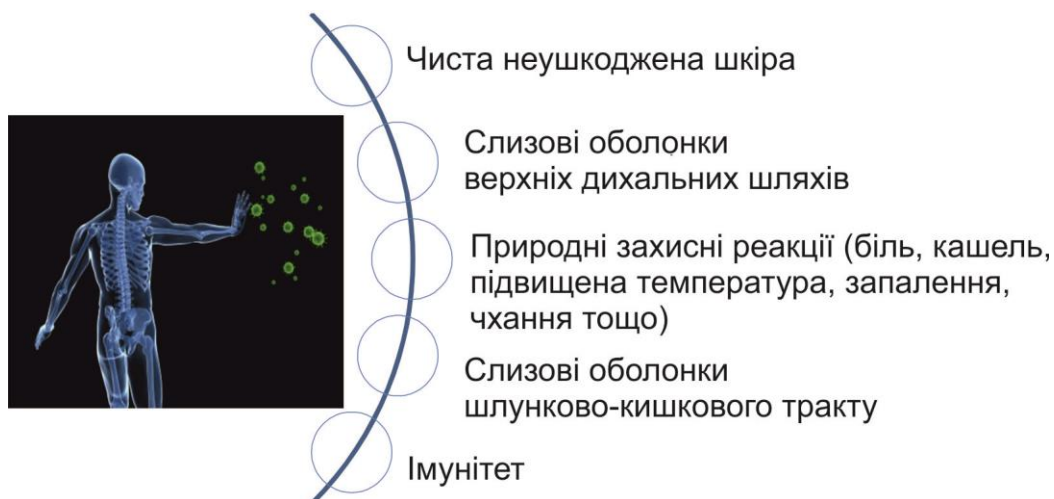 Чиста неушкоджена шкіра
Слизові оболонки
верхніх дихальних шляхів
Природні захисні реакції (біль, кашель,
підвищена температура, запалення,
чхання тощо)
Слизові оболонки
шлунково-кишкового тракту
Імунітет